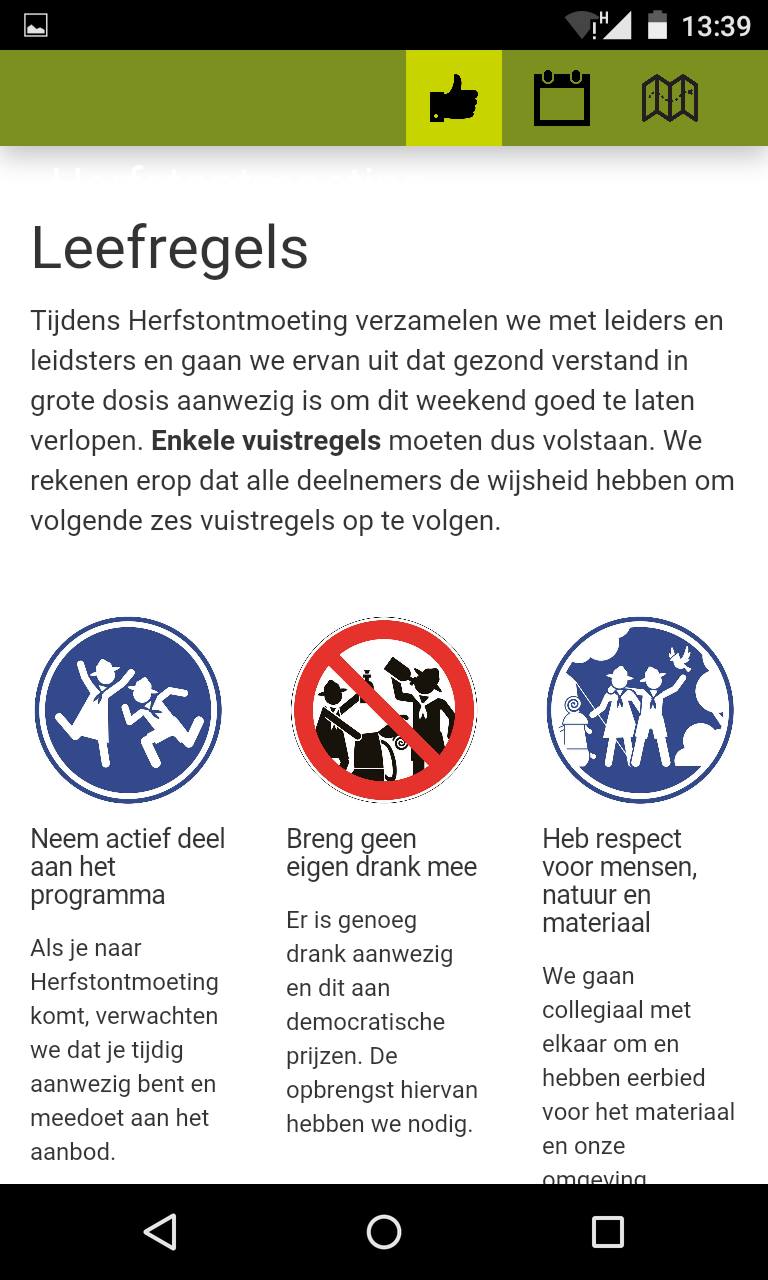 H
13:39
Leefregels
Tijdens Herfstontmoeting verzamelen we met leiders en
leidsters en gaan we ervan uit dat gezond verstand in
grote dosis aanwezig is om dit weekend goed te laten
verlopen. Enkele vuistregels moeten dus volstaan. We
rekenen erop dat alle deelnemers de wijsheid hebben om
volgende zes vuistregels op te volgen.
Neem actief deel
aan het
programma
Als je naar
Herfstontmoeting
komt, verwachten
we dat je tijdig
aanwezig bent en
meedoet aan het
aanbod.
Breng geen
eigen drank mee
Er is genoeg
drank aanwezig
en dit aan
democratische
prijzen. De
opbrengst hiervan
hebben we nodig.
Heb respect
voor mensen,
natuur en
materiaal
We gaan
collegiaal met
elkaar om en
hebben eerbied
voor het materiaal
en onze
omgeving